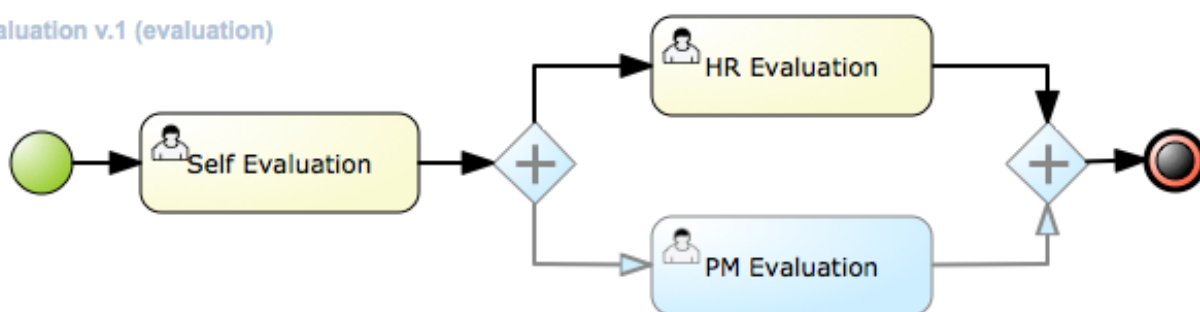 aluation v.1 (evaluation)
HR Evaluation
Self Evaluation
PM Evaluation